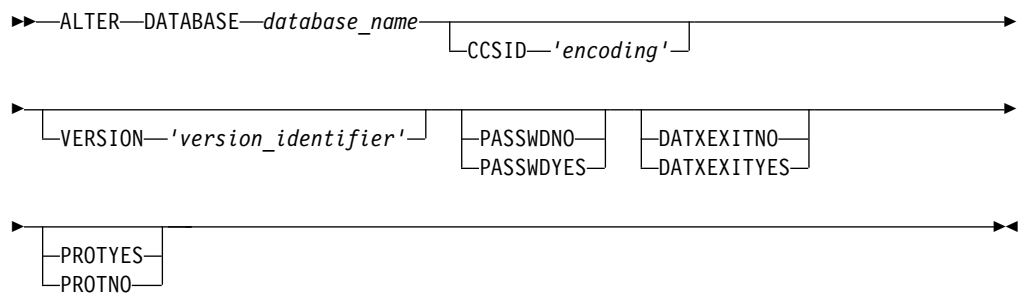 ALTER DATABASE database_name
CCSID 'encoding'
VERSION 'version_identifier'
PASSWDNO
PASSWDYES
DATXEXITNO
DATXEXITYES
PROTYES
PROTNO